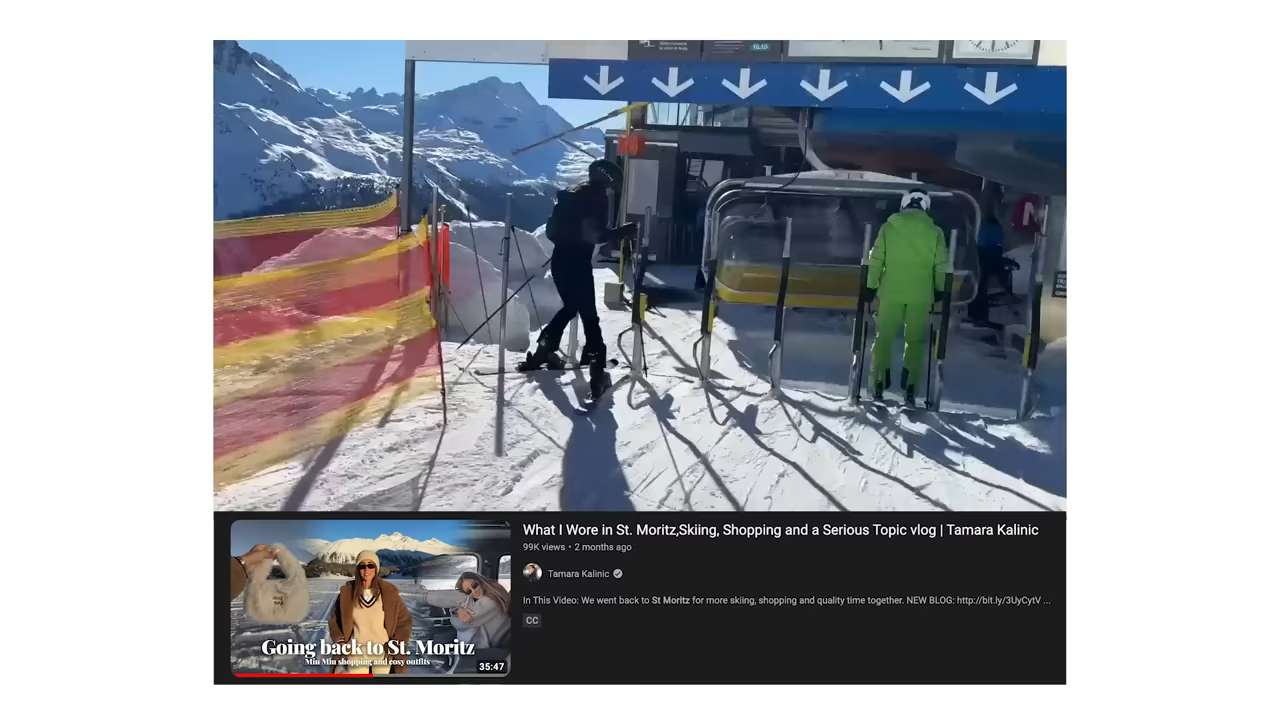 What I Wore in St. Moritz,Skiing, Shopping and a Serious Topic vlog | Tamara Kalinic
99K views • 2 months ago
Tamara Kalinic
In This Video: We went back to St Moritz for more skiing, shopping and quality time together. NEW BLOG: http://bit.ly/3UyCytV ...
CC
Going back to St. Moritz
Miu Miu shopping and cosy outfits
35:47